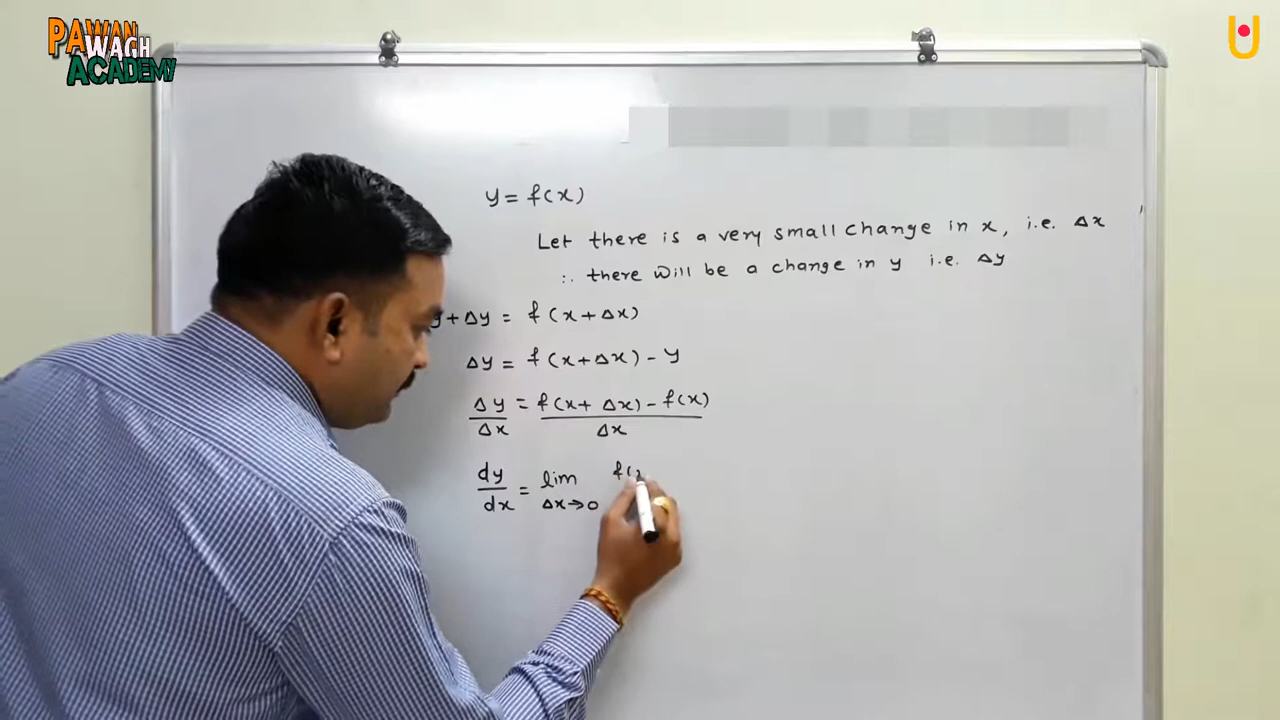 PAWAN
WAGH
ACADEMY
y = f(x)
Let there is a very small change in x, i.e. Δx
∴ there will be a change in y i.e. Δy
y + Δy = f(x + Δx)
Δy = f(x + Δx) - y
Δy/Δx = f(x + Δx) - f(x)/Δx
dy/dx = lim Δx→0 f(